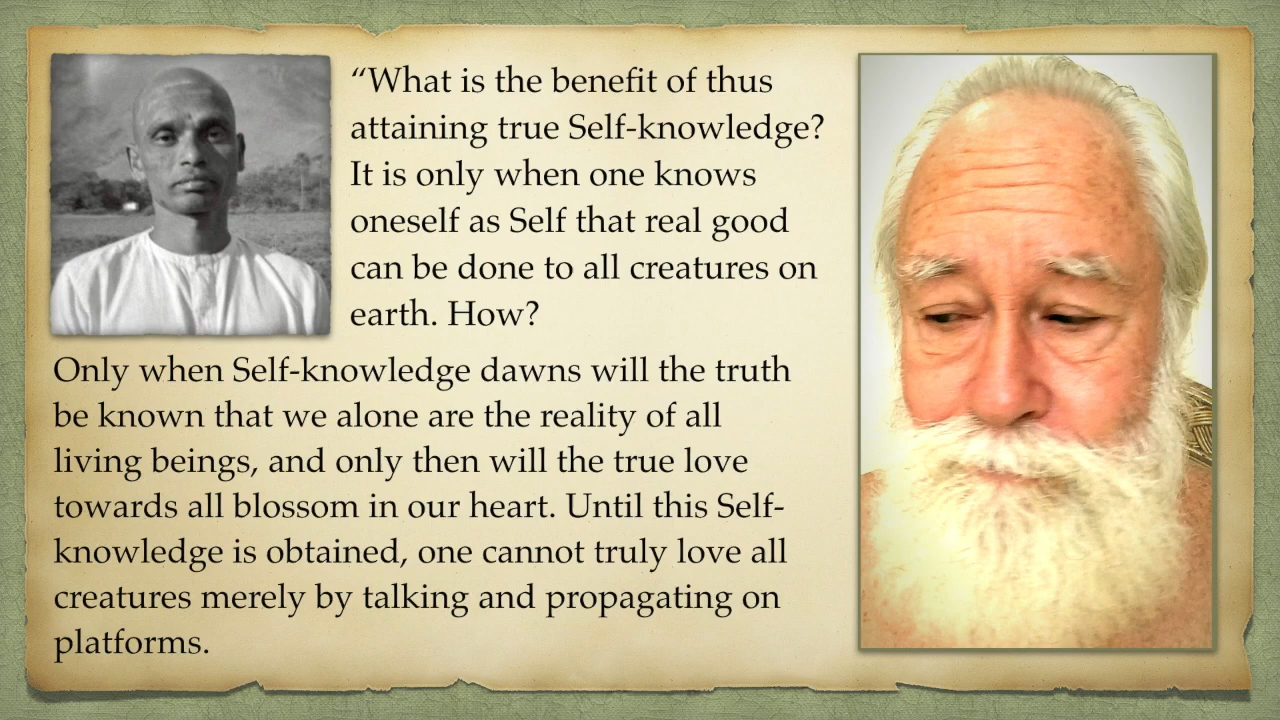 “What is the benefit of thus
attaining true Self-knowledge?
It is only when one knows
oneself as Self that real good
can be done to all creatures on
earth. How?
Only when Self-knowledge dawns will the truth
be known that we alone are the reality of all
living beings, and only then will the true love
towards all blossom in our heart. Until this Self-
knowledge is obtained, one cannot truly love all
creatures merely by talking and propagating on
platforms.